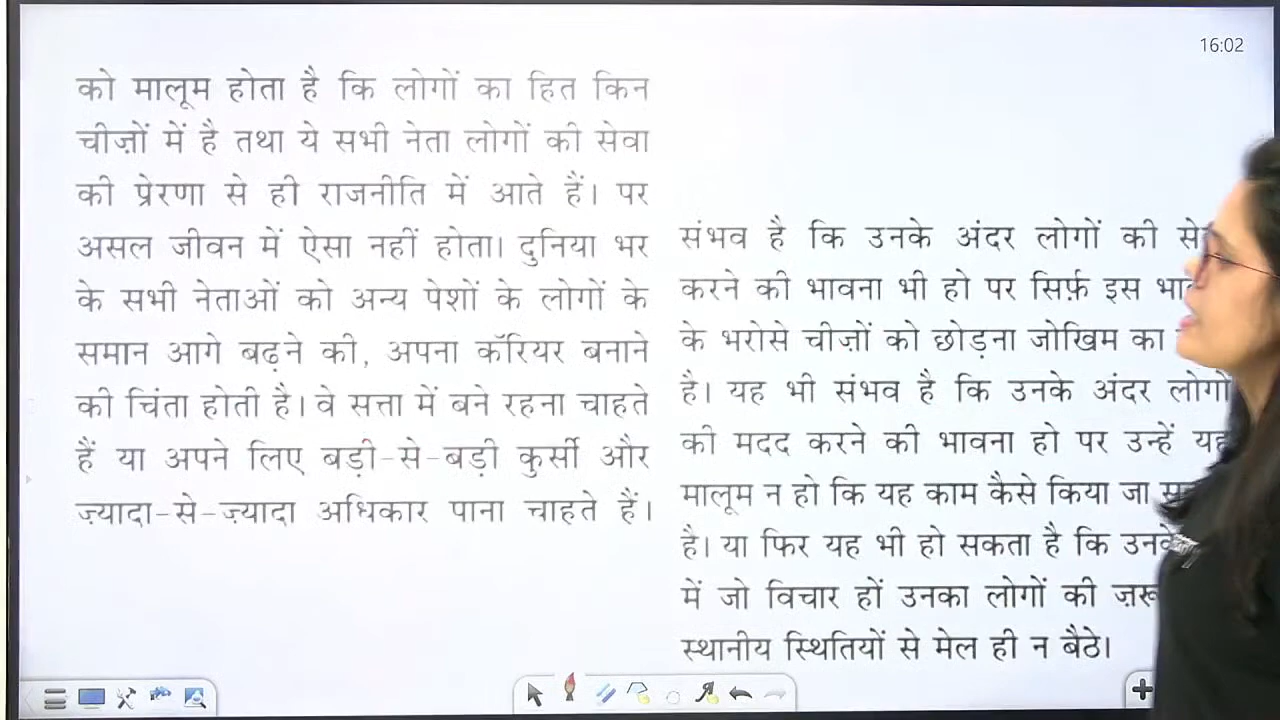 16:02
को मालूम होता है कि लोगों का हित किन
चीज़ों में है तथा ये सभी नेता लोगों की सेवा
की प्रेरणा से ही राजनीति में आते हैं। पर
असल जीवन में ऐसा नहीं होता। दुनिया भर
के सभी नेताओं को अन्य पेशों के लोगों के
समान आगे बढ़ने की, अपना कॅरियर बनाने
की चिंता होती है। वे सत्ता में बने रहना चाहते
हैं या अपने लिए बड़ी-से-बड़ी कुर्सी और
ज़्यादा-से-ज़्यादा अधिकार पाना चाहते हैं।
संभव है कि उनके अंदर लोगों की
करने की भावना भी हो पर सिर्फ़ इस
के भरोसे चीज़ों को छोड़ना जोखिम का
है। यह भी संभव है कि उनके अंदर लोगों
की मदद करने की भावना हो पर उन्हें यह
मालूम न हो कि यह काम कैसे किया जा
है। या फिर यह भी हो सकता है कि
में जो विचार हों उनका लोगों की
स्थानीय स्थितियों से मेल ही न बैठे।